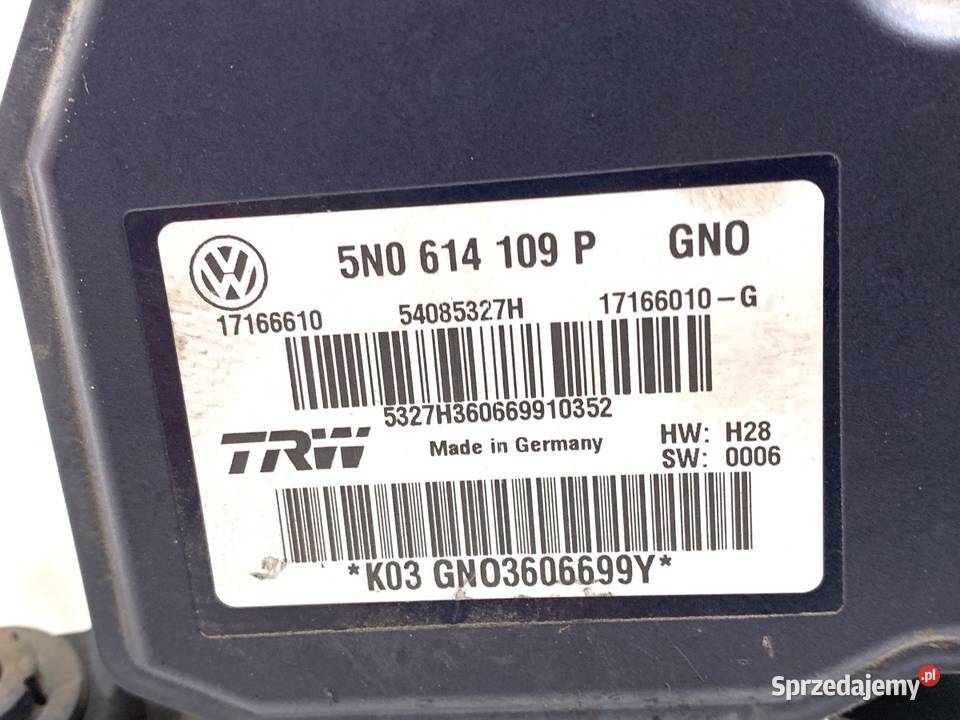 5N0 614 109 P GNO
17166610 54085327H 17166010-G
5327H360669910352
TRW Made in Germany HW: H28
SW: 0006
*K03 GNO3606699Y*
Sprzedajemy.pl